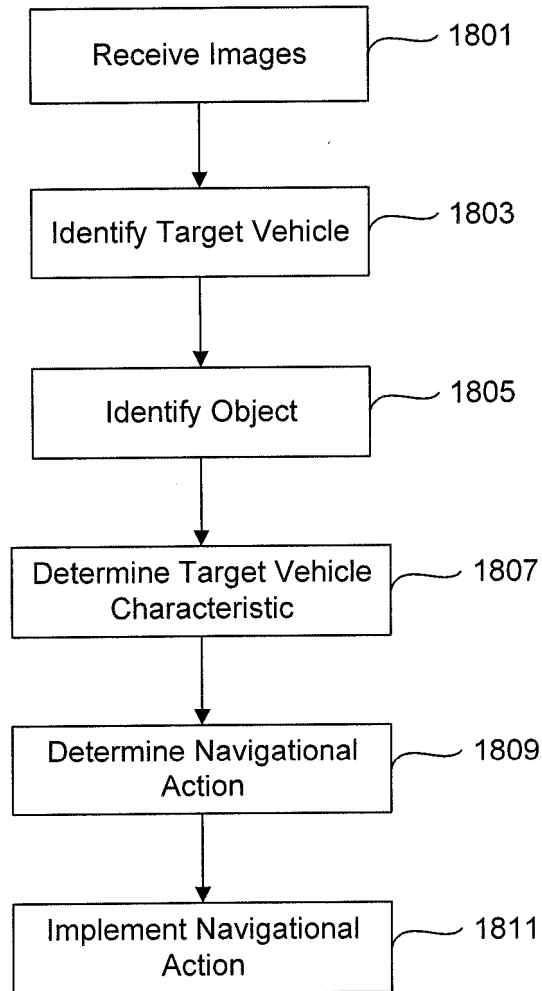 Receive Images
1801
Identify Target Vehicle
1803
Identify Object
1805
Determine Target Vehicle
Characteristic
1807
Determine Navigational
Action
1809
Implement Navigational
Action
1811